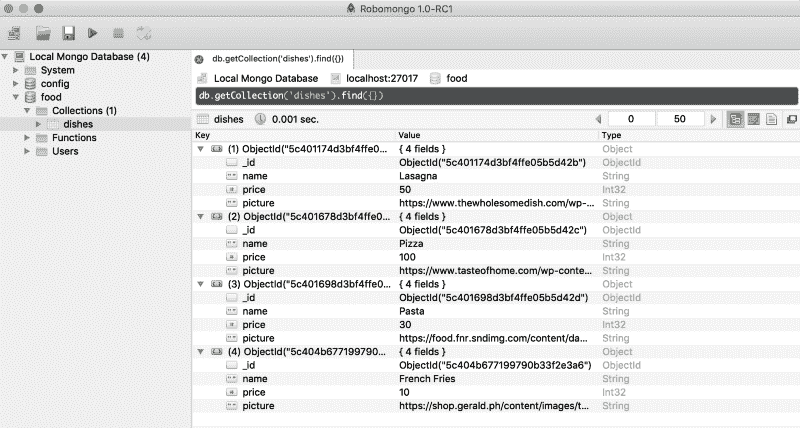 Robomongo 1.0-RC1
Local Mongo Database (4)
System
config
food
Collections (1)
dishes
Functions
Users
db.getCollection('dishes').find({})
Local Mongo Database localhost:27017 food
db.getCollection('dishes').find({})
dishes 0.001 sec. 0 50
Key Value Type
(1) ObjectId("5c401174d3bf4ffe0... { 4 fields } Object
_id ObjectId("5c401174d3bf4ffe05b5d42b") ObjectId
name Lasagna String
price 50 Int32
picture https://www.thewholesomedish.com/wp-... String
(2) ObjectId("5c401678d3bf4ffe0... { 4 fields } Object
_id ObjectId("5c401678d3bf4ffe05b5d42c") ObjectId
name Pizza String
price 100 Int32
picture https://www.tasteofhome.com/wp-conte... String
(3) ObjectId("5c401698d3bf4ffe0... { 4 fields } Object
_id ObjectId("5c401698d3bf4ffe05b5d42d") ObjectId
name Pasta String
price 30 Int32
picture https://food.fnr.sndimg.com/content/da... String
(4) ObjectId("5c404b677199790... { 4 fields } Object
_id ObjectId("5c404b677199790b33f2e3a6") ObjectId
name French Fries String
price 10 Int32
picture https://shop.gerald.ph/content/images/t... String